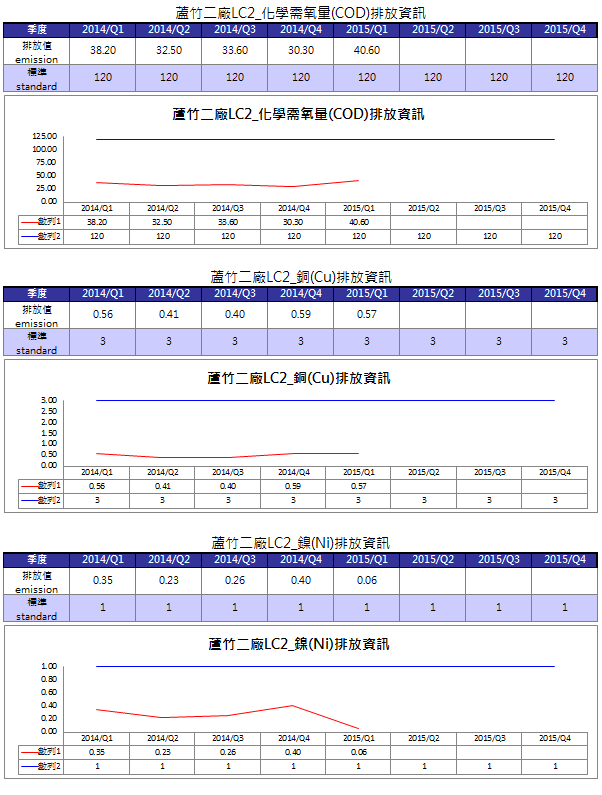 蘆竹二廠LC2_化學需氧量(COD)排放資訊
季度 2014/Q1 2014/Q2 2014/Q3 2014/Q4 2015/Q1 2015/Q2 2015/Q3 2015/Q4
排放值 emission 38.20 32.50 33.60 30.30 40.60
標準 standard 120 120 120 120 120 120 120 120
蘆竹二廠LC2_化學需氧量(COD)排放資訊
125.00
100.00
75.00
50.00
25.00
0.00
2014/Q1 2014/Q2 2014/Q3 2014/Q4 2015/Q1 2015/Q2 2015/Q3 2015/Q4
數列1 38.20 32.50 33.60 30.30 40.60
數列2 120 120 120 120 120 120 120 120
蘆竹二廠LC2_銅(Cu)排放資訊
季度 2014/Q1 2014/Q2 2014/Q3 2014/Q4 2015/Q1 2015/Q2 2015/Q3 2015/Q4
排放值 emission 0.56 0.41 0.40 0.59 0.57
標準 standard 3 3 3 3 3 3 3 3
蘆竹二廠LC2_銅(Cu)排放資訊
3.00
2.50
2.00
1.50
1.00
0.50
0.00
2014/Q1 2014/Q2 2014/Q3 2014/Q4 2015/Q1 2015/Q2 2015/Q3 2015/Q4
數列1 0.56 0.41 0.40 0.59 0.57
數列2 3 3 3 3 3 3 3 3
蘆竹二廠LC2_鎳(Ni)排放資訊
季度 2014/Q1 2014/Q2 2014/Q3 2014/Q4 2015/Q1 2015/Q2 2015/Q3 2015/Q4
排放值 emission 0.35 0.23 0.26 0.40 0.06
標準 standard 1 1 1 1 1 1 1 1
蘆竹二廠LC2_鎳(Ni)排放資訊
1.00
0.80
0.60
0.40
0.20
0.00
2014/Q1 2014/Q2 2014/Q3 2014/Q4 2015/Q1 2015/Q2 2015/Q3 2015/Q4
數列1 0.35 0.23 0.26 0.40 0.06
數列2 1 1 1 1 1 1 1 1